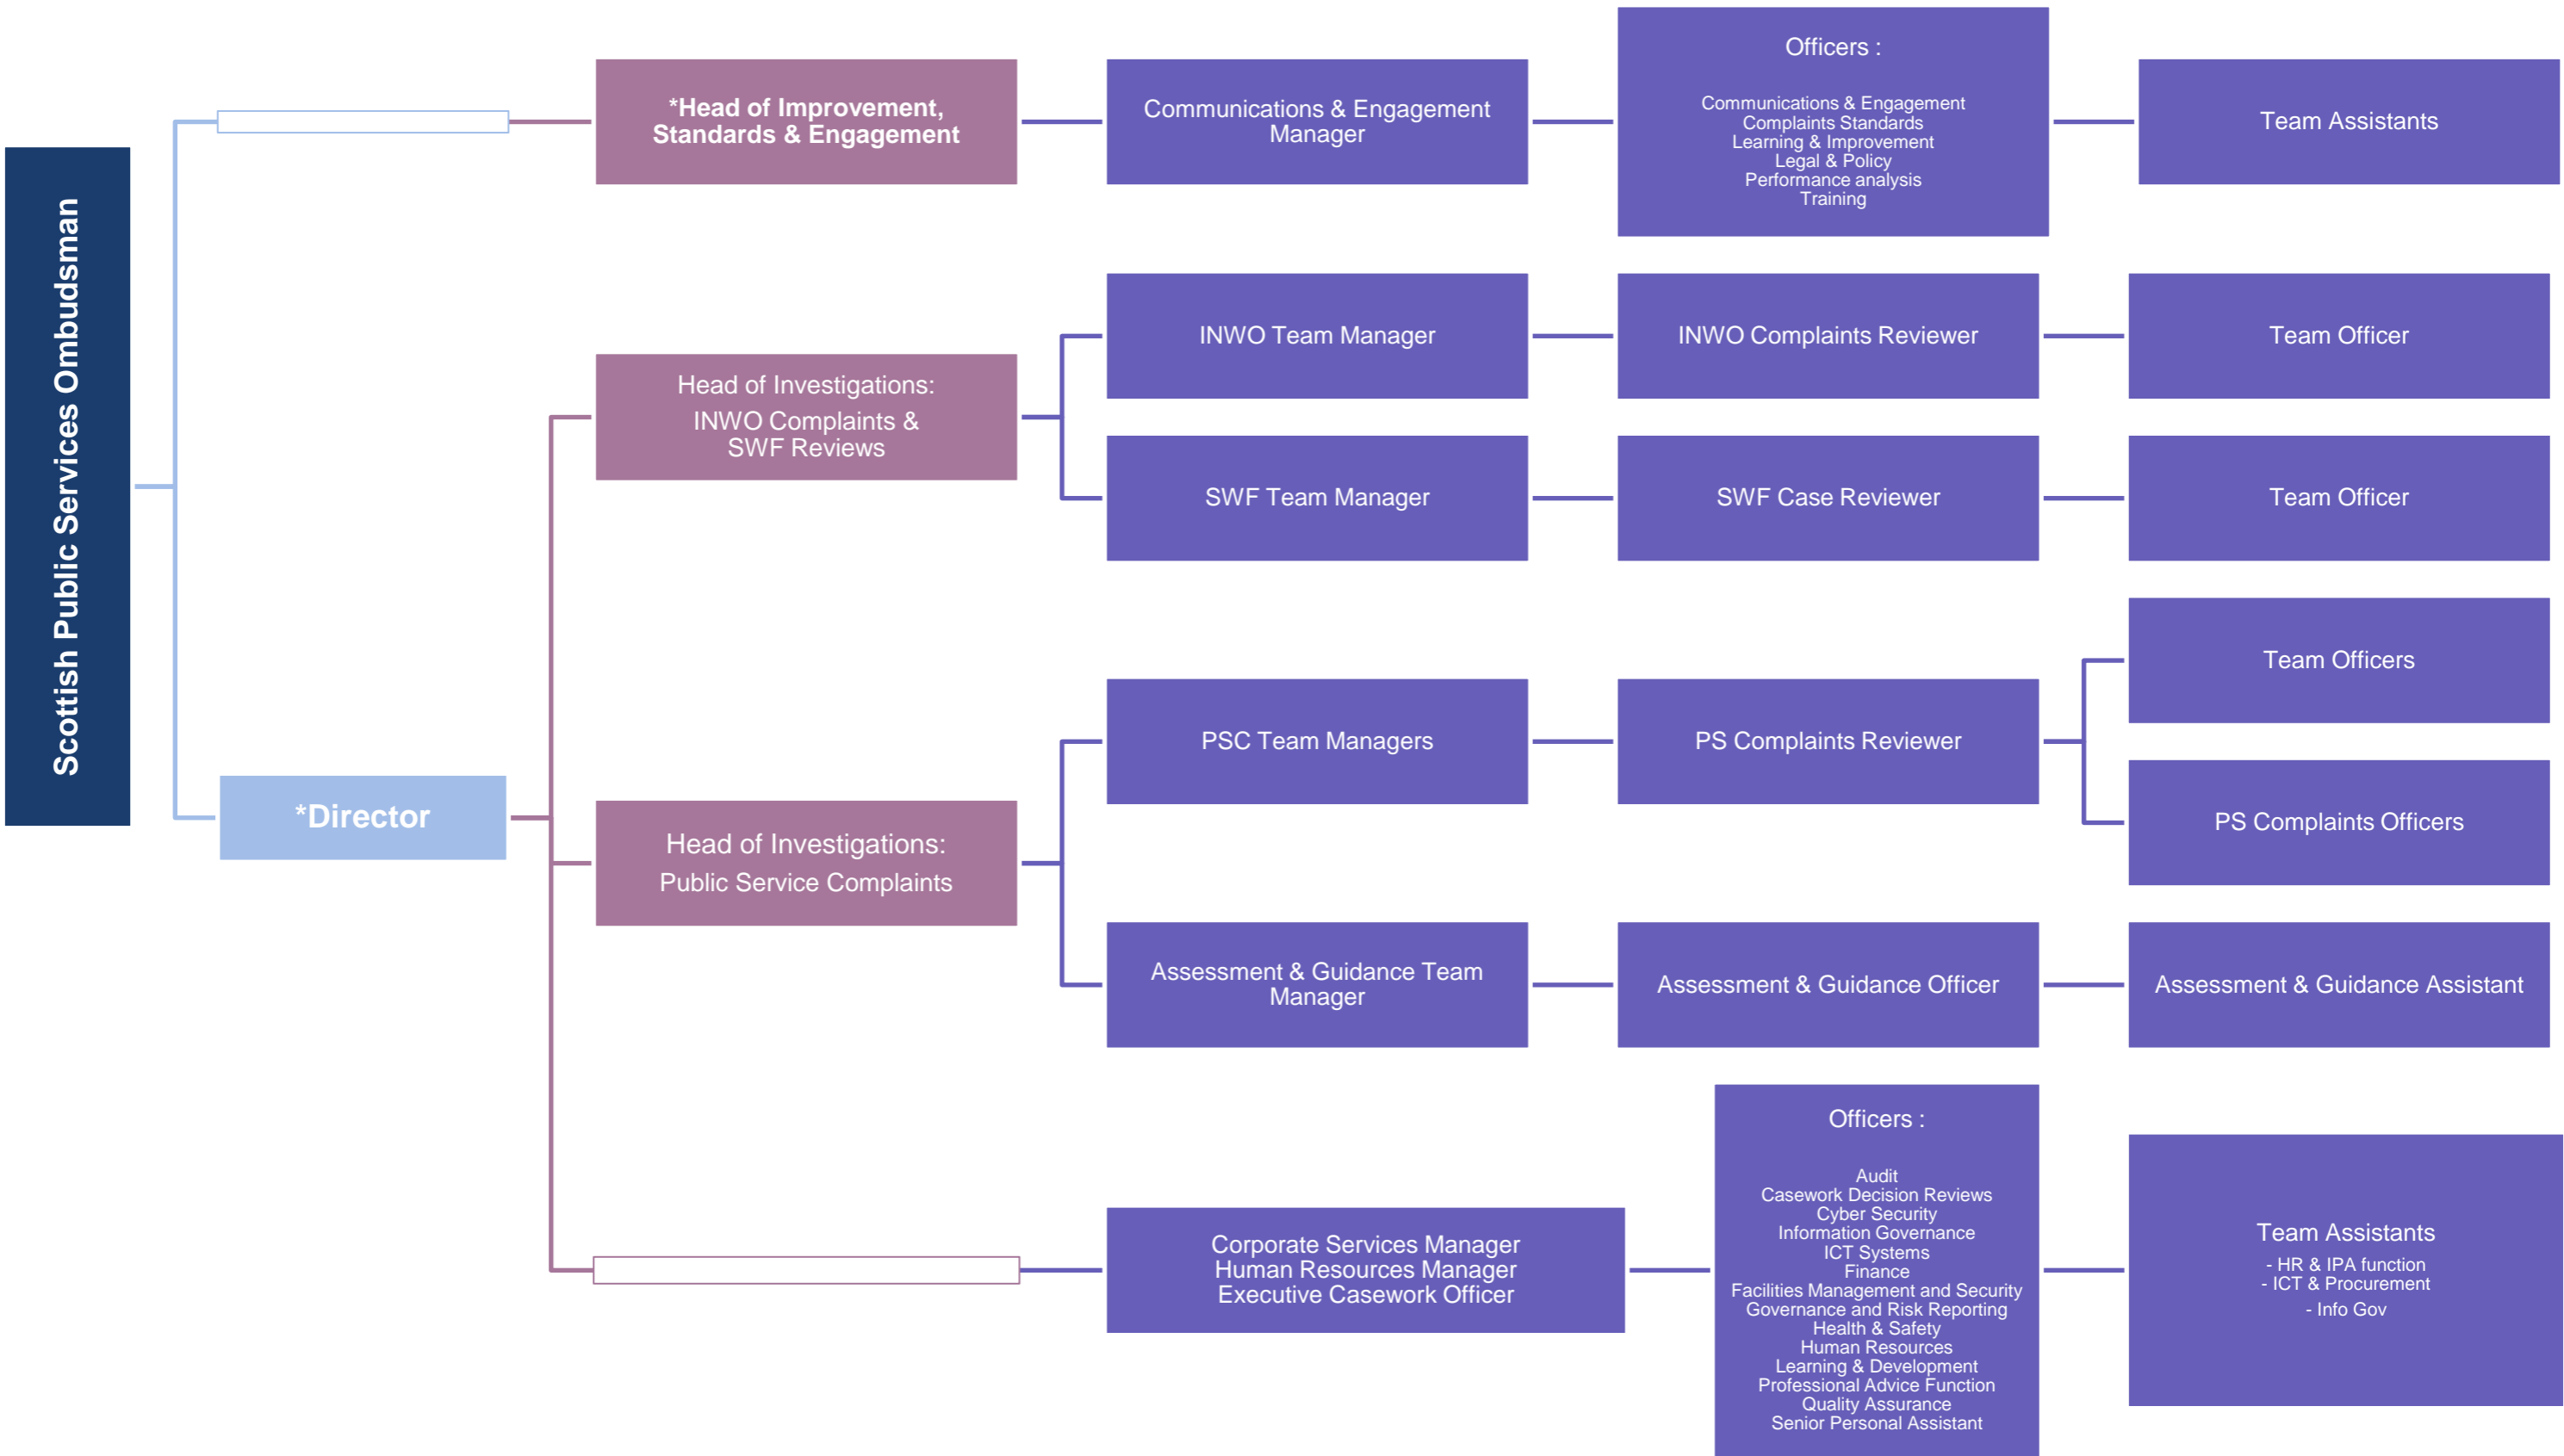 Scottish Public Services Ombudsman
*Head of Improvement,
Standards & Engagement
Communications & Engagement
Manager
Officers :
Communications & Engagement
Complaints Standards
Learning & Improvement
Legal & Policy
Performance analysis
Training
Team Assistants
*Director
Head of Investigations:
INWO Complaints &
SWF Reviews
INWO Team Manager
INWO Complaints Reviewer
Team Officer
SWF Team Manager
SWF Case Reviewer
Team Officer
Head of Investigations:
Public Service Complaints
PSC Team Managers
PS Complaints Reviewer
Team Officers
PS Complaints Officers
Assessment & Guidance Team
Manager
Assessment & Guidance Officer
Assessment & Guidance Assistant
Corporate Services Manager
Human Resources Manager
Executive Casework Officer
Officers :
Audit
Casework Decision Reviews
Cyber Security
Information Governance
ICT Systems
Finance
Facilities Management and Security
Governance and Risk Reporting
Health & Safety
Human Resources
Learning & Development
Professional Advice Function
Quality Assurance
Senior Personal Assistant
Team Assistants
- HR & IPA function
- ICT & Procurement
- Info Gov